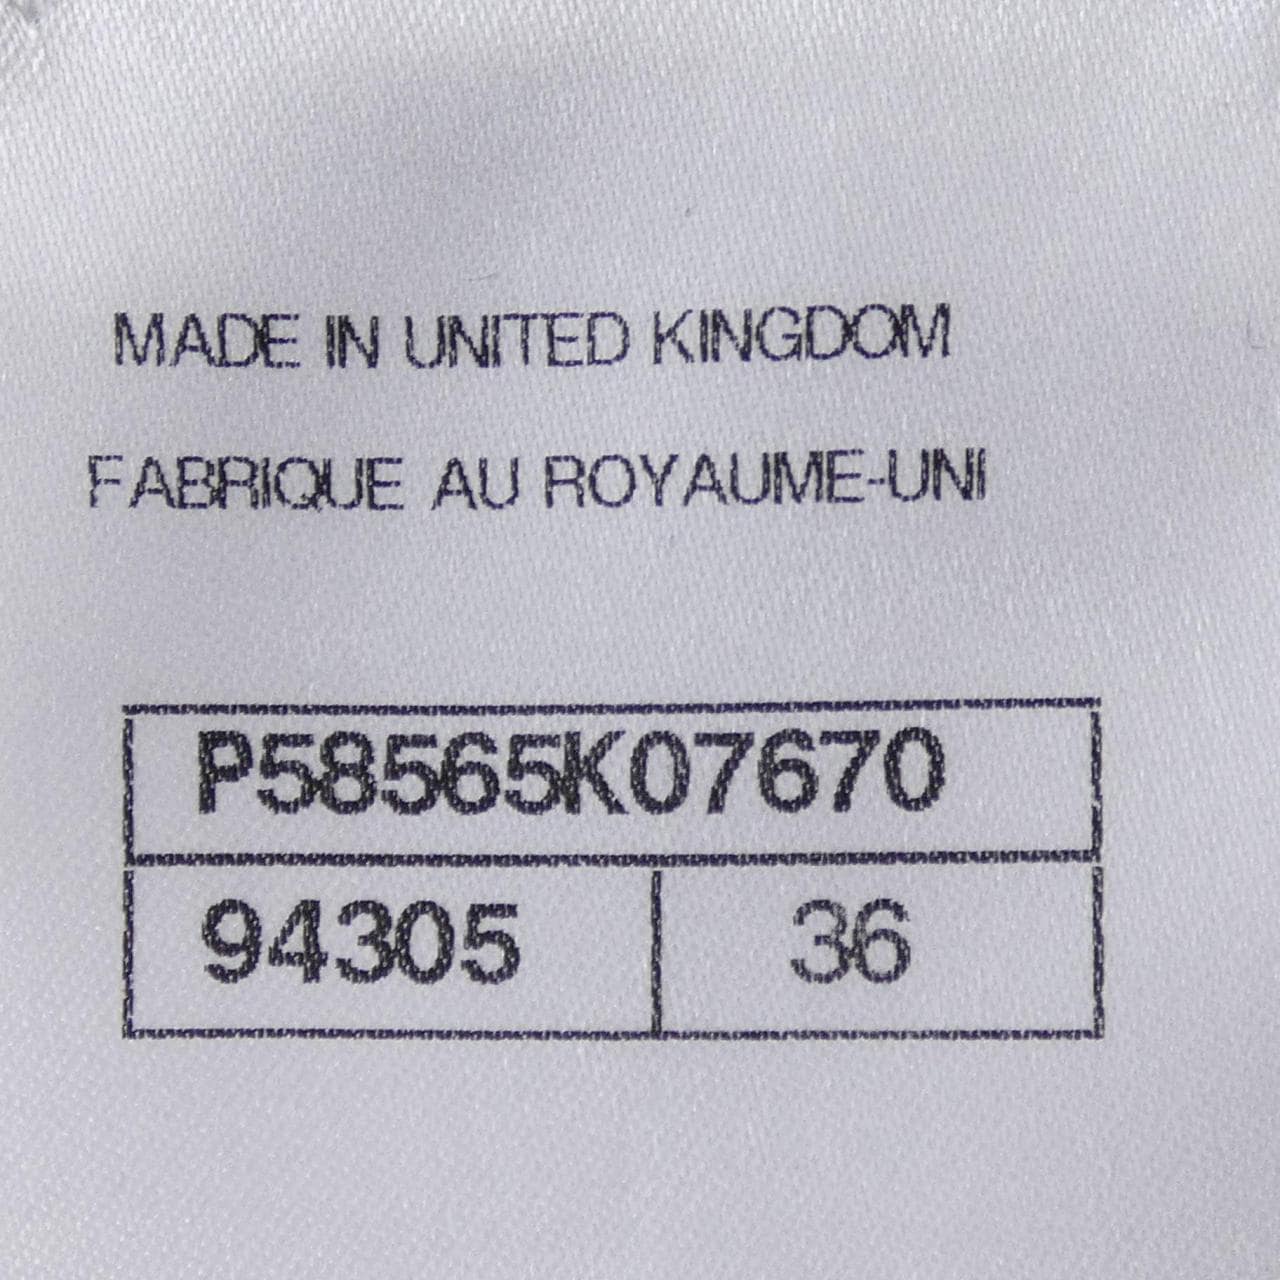 MADE IN UNITED KINGDOM
FABRIQUE AU ROYAUME-UNI
P58565K07670
94305 36